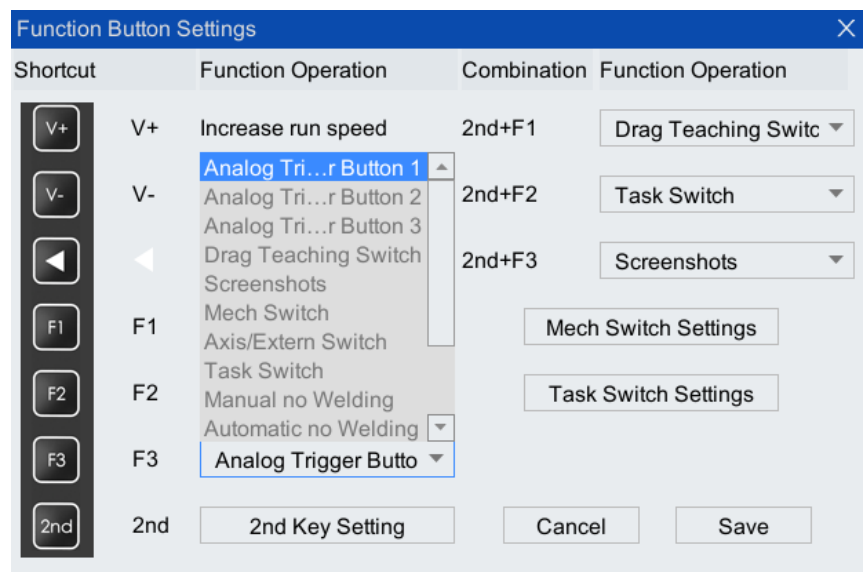 Function Button Settings
Shortcut Function Operation Combination Function Operation
V+ V+ Increase run speed 2nd+F1 Drag Teaching Switc
Analog Tri…r Button 1
V- V- Analog Tri…r Button 2 2nd+F2 Task Switch
Analog Tri…r Button 3
Drag Teaching Switch 2nd+F3 Screenshots
Screenshots
Mech Switch
F1 F1 Mech Switch Settings
Axis/Extern Switch
Task Switch
F2 F2 Manual no Welding Task Switch Settings
Automatic no Welding
F3 F3 Analog Trigger Butto
2nd 2nd 2nd Key Setting Cancel Save